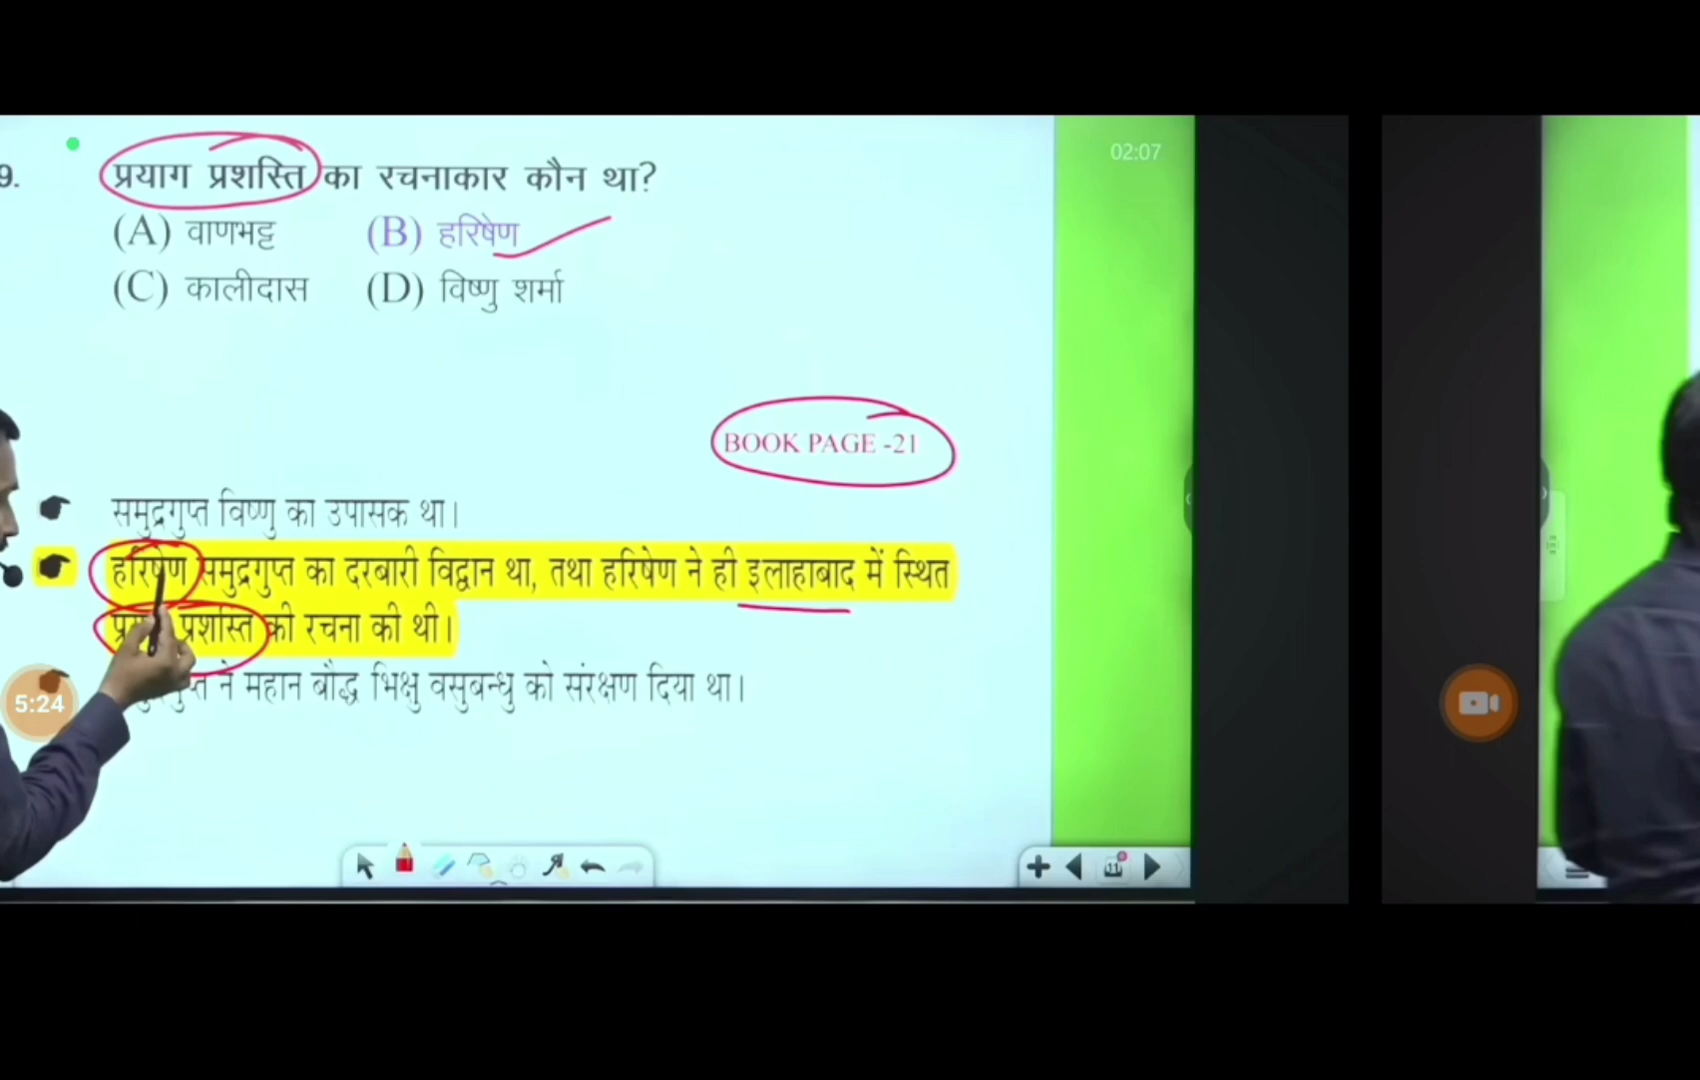 02:07
9. प्रयाग प्रशस्ति का रचनाकार कौन था?
(A) वाणभट्ट (B) हरिषेण
(C) कालीदास (D) विष्णु शर्मा
BOOK PAGE -21
समुद्रगुप्त विष्णु का उपासक था।
हरिषेण समुद्रगुप्त का दरबारी विद्वान था, तथा हरिषेण ने ही इलाहाबाद में स्थित
प्रशस्ति की रचना की थी।
ने महान बौद्ध भिक्षु वसुबन्धु को संरक्षण दिया था।
5:24
11